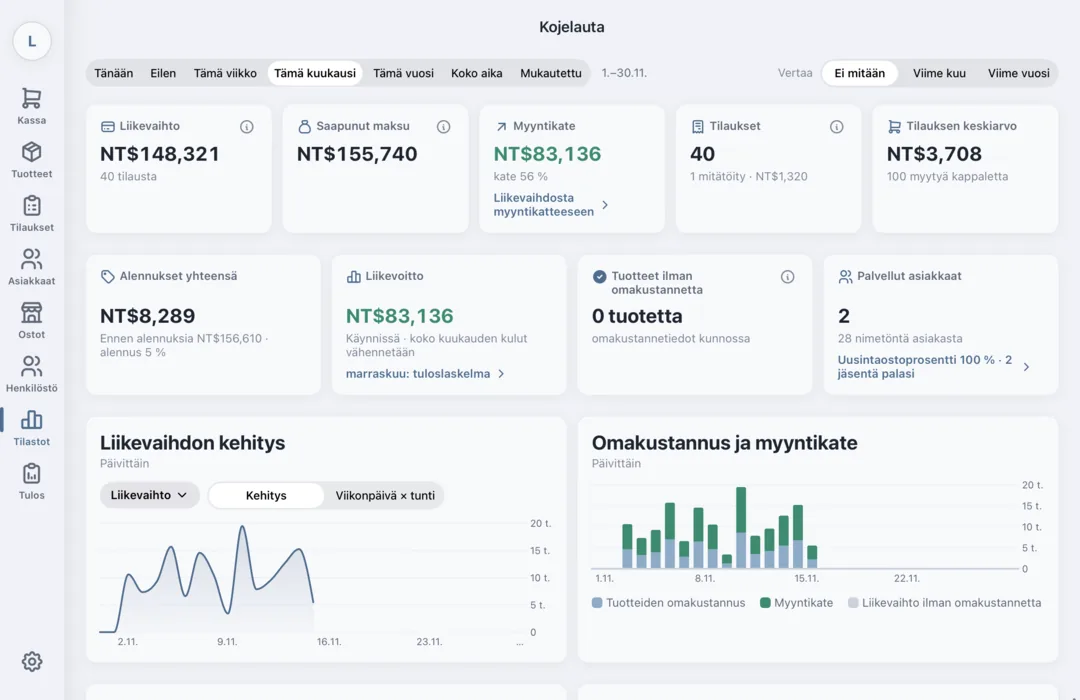 Kojelauta
L
Kassa
Tuotteet
Tilaukset
Asiakkaat
Ostot
Henkilöstö
Tilastot
Tulos
Tänään Eilen Tämä viikko Tämä kuukausi Tämä vuosi Koko aika Mukautettu 1.–30.11. Vertaa Ei mitään Viime kuu Viime vuosi
Liikevaihto
NT$148,321
40 tilausta
Saapunut maksu
NT$155,740
Myyntikate
NT$83,136
kate 56 %
Liikevaihdosta
myyntikatteeseen
Tilaukset
40
1 mitätöity · NT$1,320
Tilauksen keskiarvo
NT$3,708
100 myytyä kappaletta
Alennukset yhteensä
NT$8,289
Ennen alennuksia NT$156,610 ·
alennus 5 %
Liikevoitto
NT$83,136
Käynnissä · koko kuukauden kulut
vähennetään
marraskuu: tuloslaskelma
Tuotteet ilman
omakustannetta
0 tuotetta
omakustannetiedot kunnossa
Palvellut asiakkaat
2
28 nimetöntä asiakasta
Uusintaostoprosentti 100 % · 2
jäsentä palasi
Liikevaihdon kehitys
Päivittäin
Liikevaihto Kehitys Viikonpäivä × tunti
20 t.
15 t.
10 t.
5 t.
0
2.11. 9.11. 16.11. 23.11. ...
Omakustannus ja myyntikate
Päivittäin
20 t.
15 t.
10 t.
5 t.
0
1.11. 8.11. 15.11. 22.11.
Tuotteiden omakustannus Myyntikate Liikevaihto ilman omakustannetta